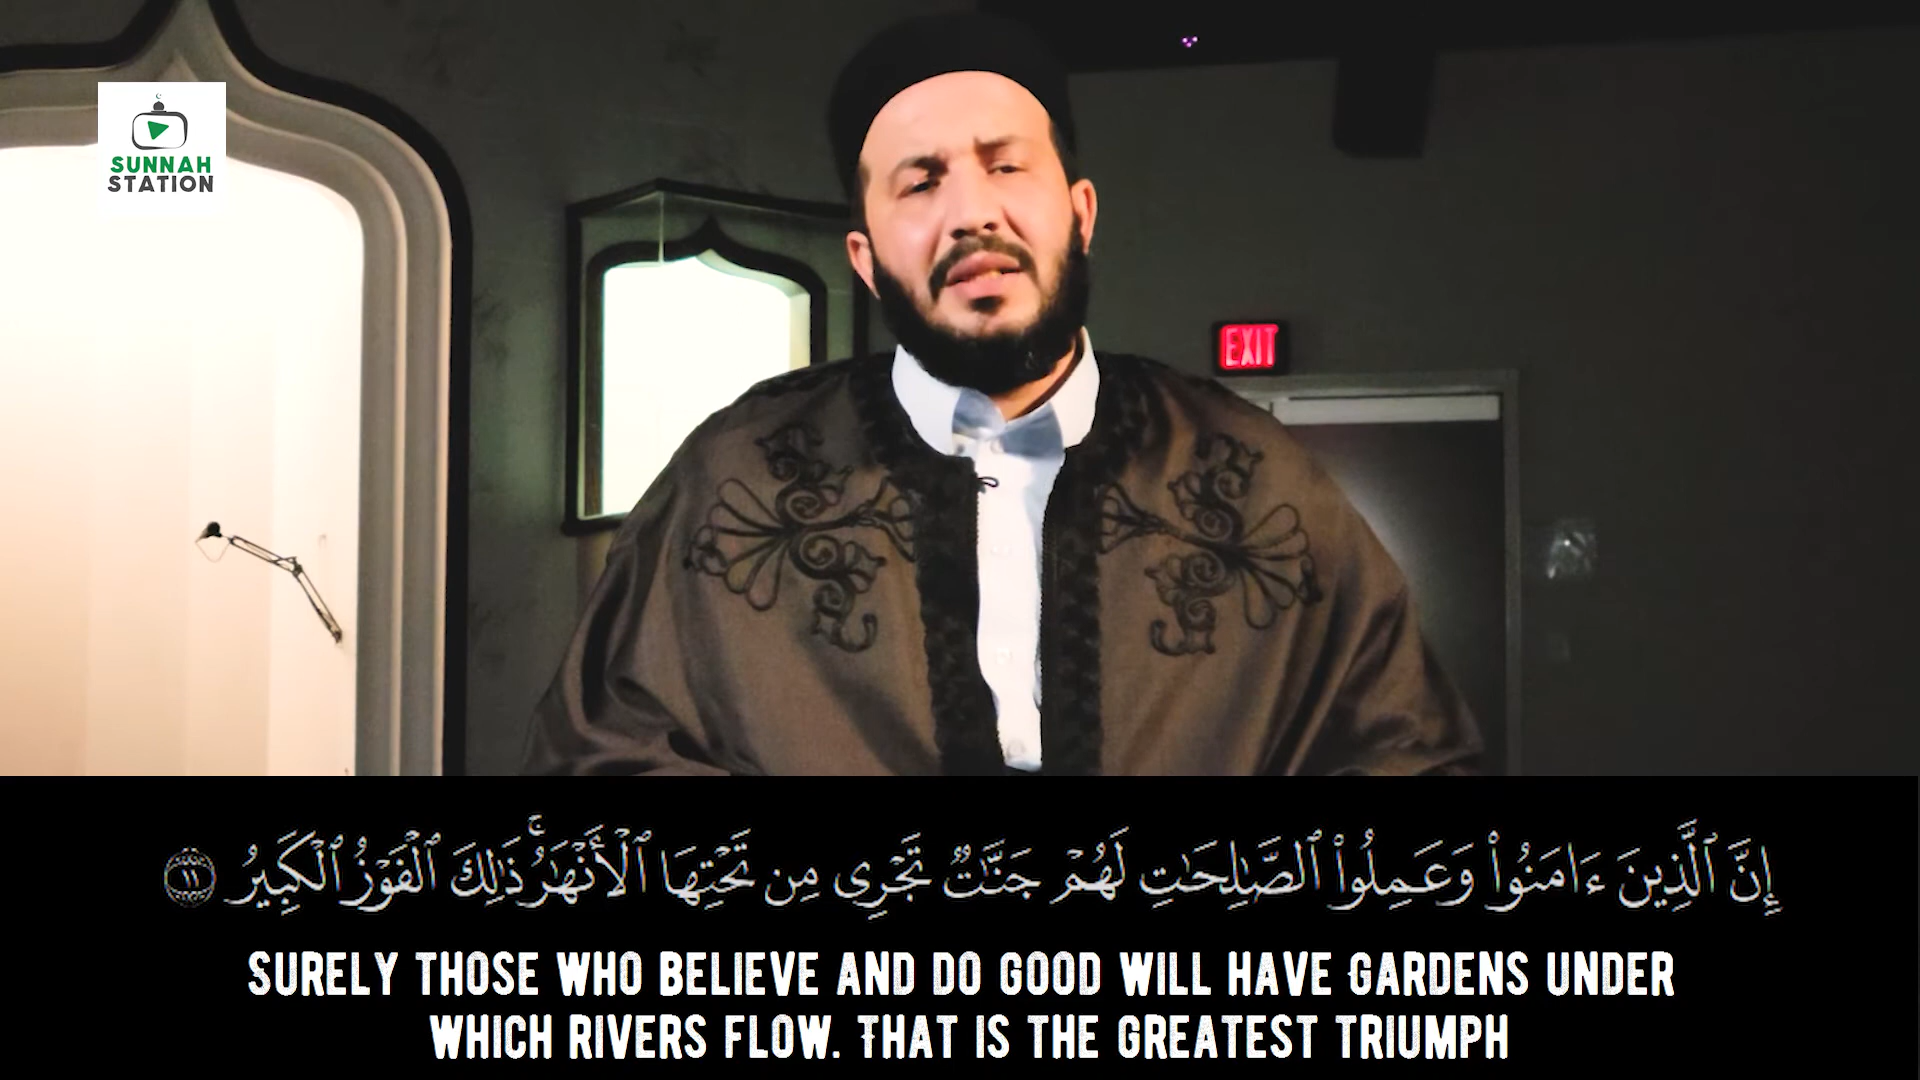 SUNNAH
STATION
EXIT
إِنَّ ٱلَّذِينَ ءَامَنُوا۟ وَعَمِلُوا۟ ٱلصَّـٰلِحَـٰتِ لَهُمْ جَنَّـٰتٌ تَجْرِى مِن تَحْتِهَا ٱلْأَنْهَـٰرُ ۚ ذَٰلِكَ ٱلْفَوْزُ ٱلْكَبِيرُ ١١
SURELY THOSE WHO BELIEVE AND DO GOOD WILL HAVE GARDENS UNDER
WHICH RIVERS FLOW. THAT IS THE GREATEST TRIUMPH